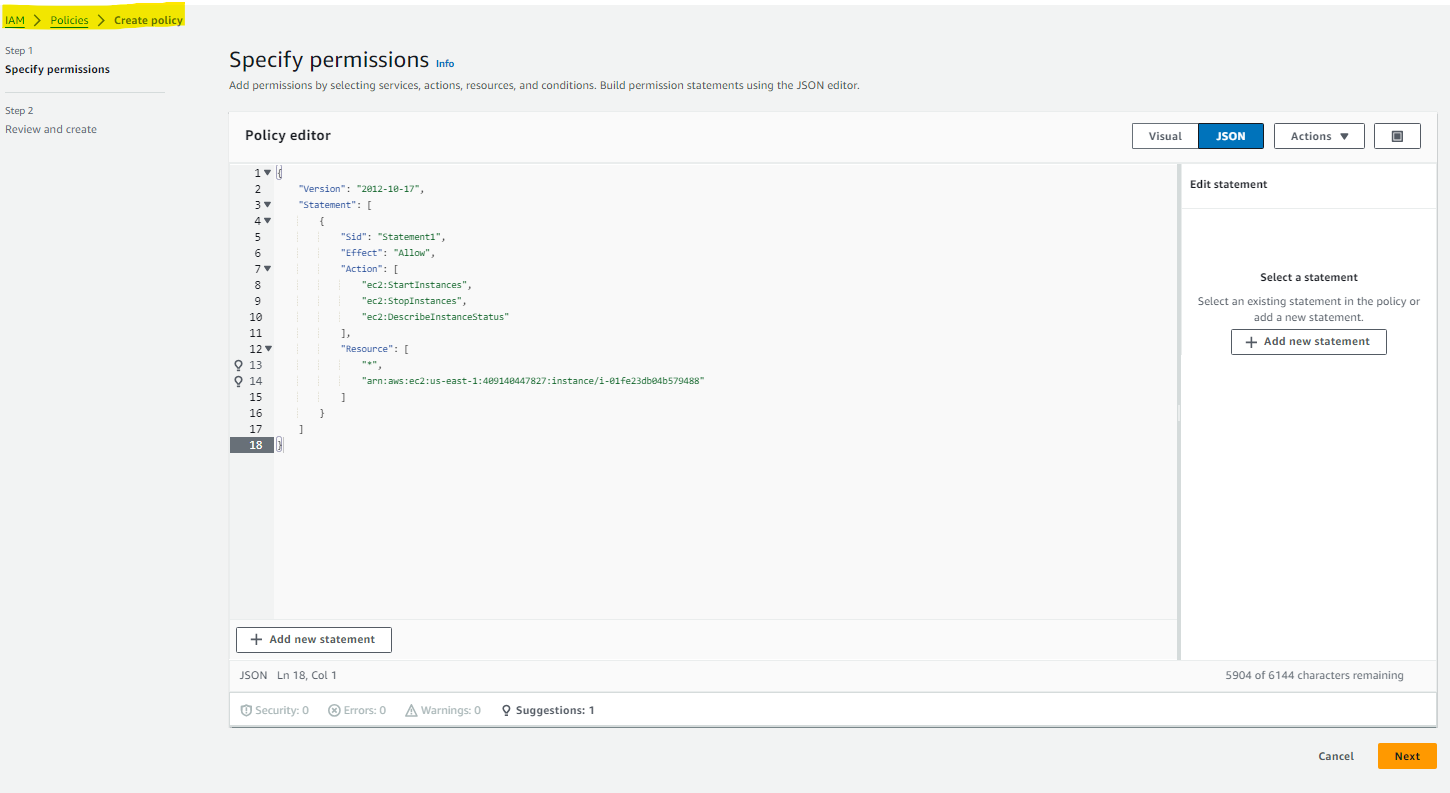 IAM > Policies > Create policy
Step 1
Specify permissions
Step 2
Review and create
Specify permissions Info
Add permissions by selecting services, actions, resources, and conditions. Build permission statements using the JSON editor.
Policy editor
Visual JSON Actions ▼
1 ▼ {
2 "Version": "2012-10-17",
3 ▼ "Statement": [
4 ▼ {
5 "Sid": "Statement1",
6 "Effect": "Allow",
7 ▼ "Action": [
8 "ec2:StartInstances",
9 "ec2:StopInstances",
10 "ec2:DescribeInstanceStatus"
11 ],
12 ▼ "Resource": [
13 "*",
14 "arn:aws:ec2:us-east-1:409140447827:instance/i-01fe23db04b579488"
15 ]
16 }
17 ]
18 }
Edit statement
Select a statement
Select an existing statement in the policy or
add a new statement.
+ Add new statement
+ Add new statement
JSON Ln 18, Col 1
5904 of 6144 characters remaining
Security: 0 Errors: 0 Warnings: 0 Suggestions: 1
Cancel Next